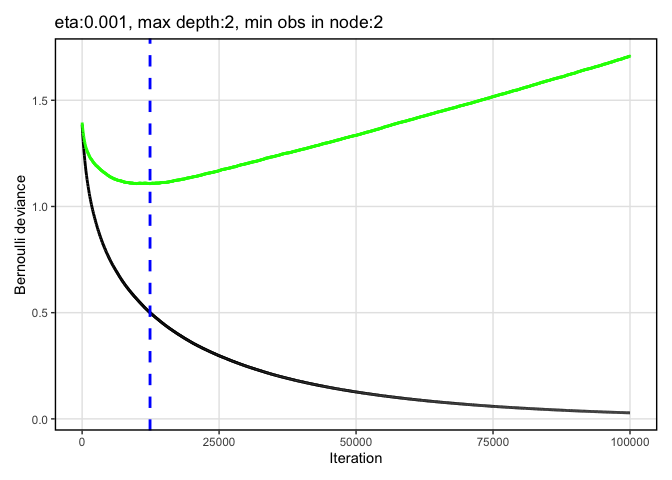 eta:0.001, max depth:2, min obs in node:2
Bernoulli deviance
1.5
1.0
0.5
0.0
0 25000 50000 75000 100000
Iteration